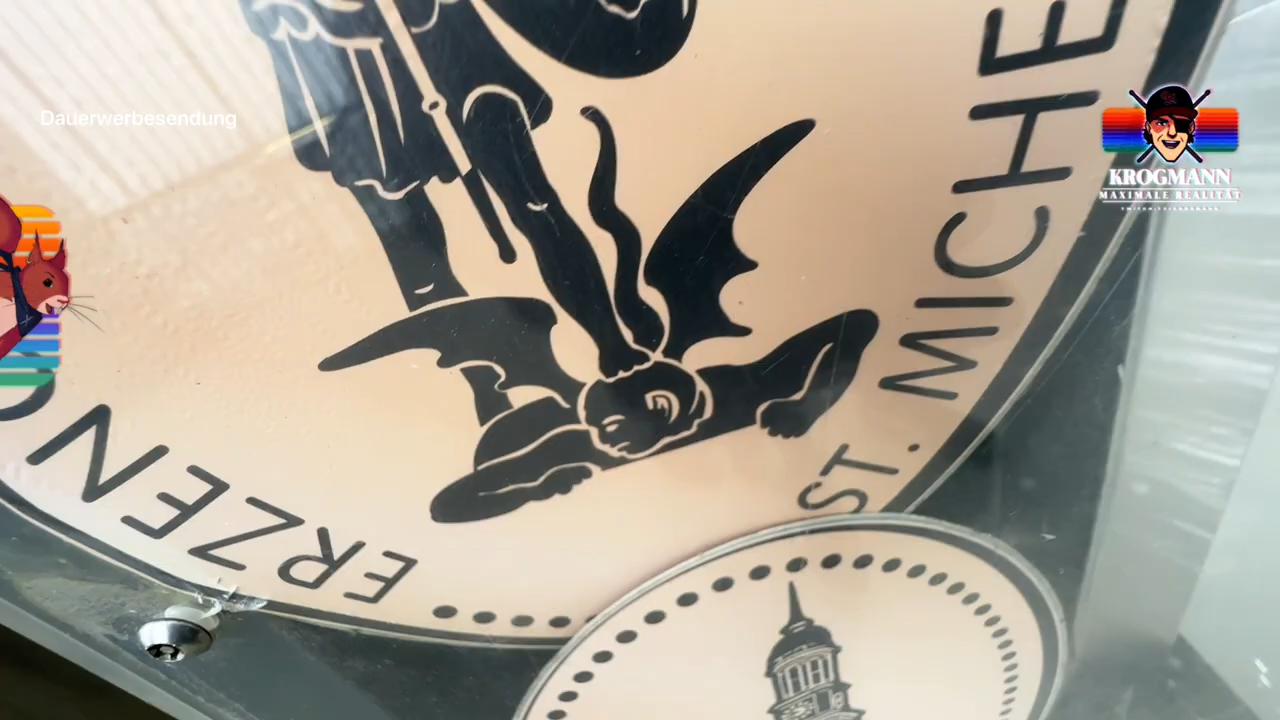 Dauerwerbesendung
KROGMANN
MAXIMALE REALITÄT
ST. MICHE
ERZEN